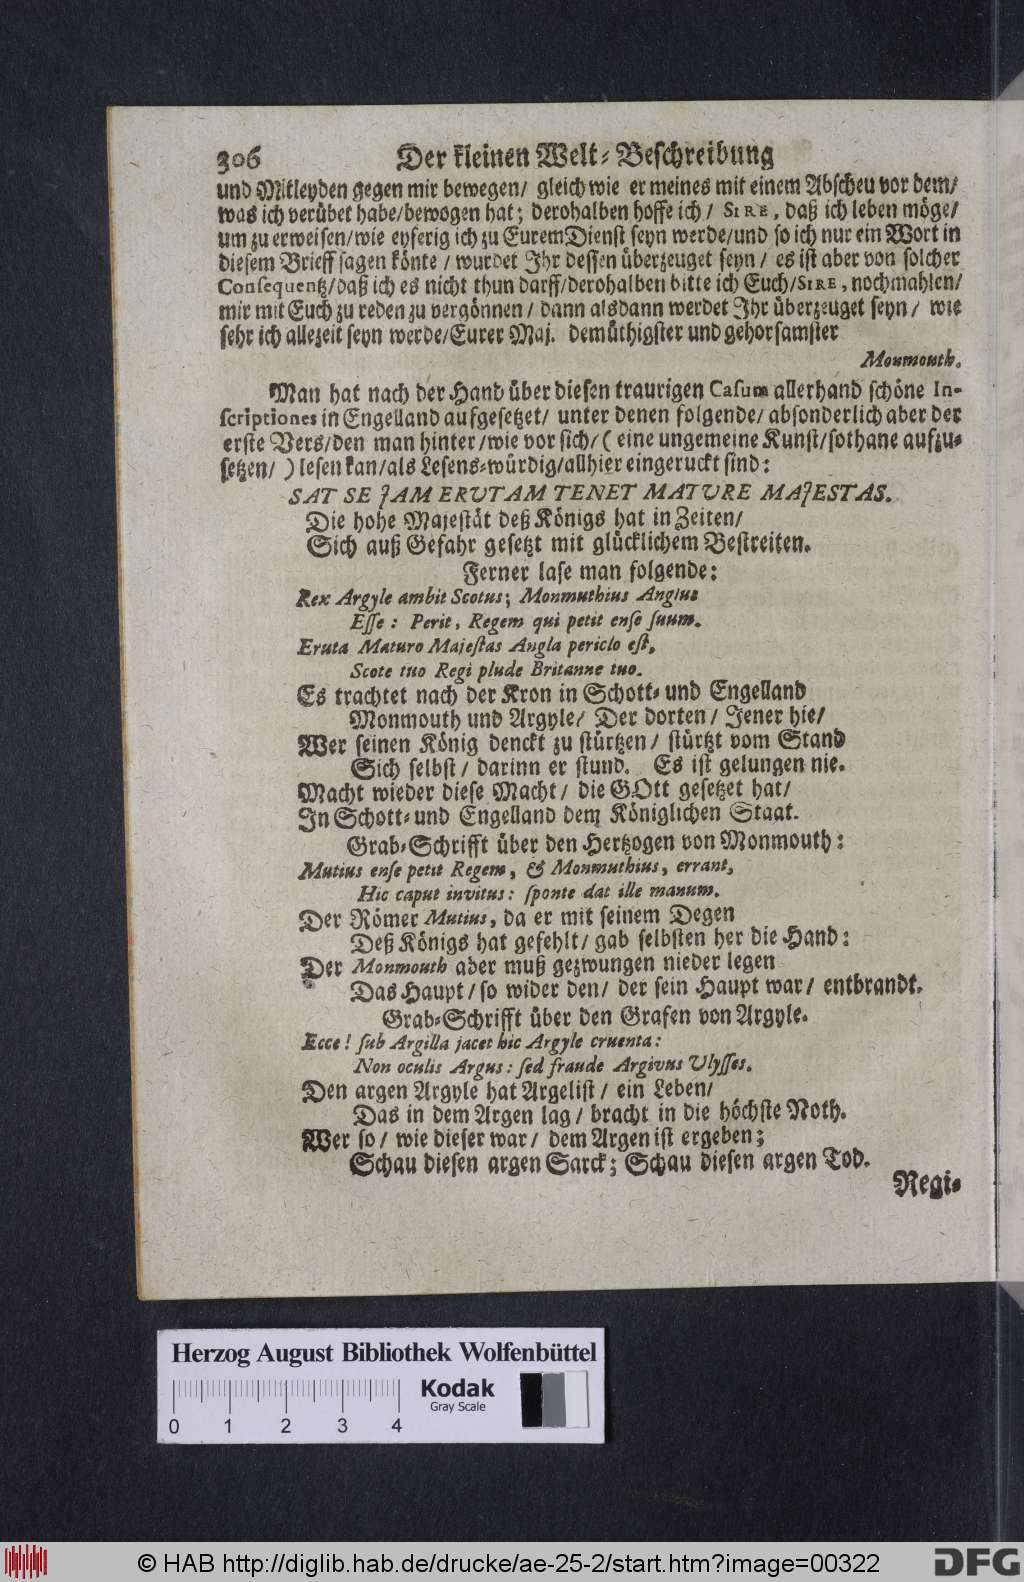 306 Der kleinen Welt-Beschreibung
und Mitleyden gegen mir bewegen/ gleich wie er meines mit einem Abscheu vor dem/
was ich verübet habe/bewogen hat; derohalben hoffe ich/ SIRE, daß ich leben möge/
um zu erweisen/wie eyferig ich zu Eurem Dienst seyn werde/und so ich nur ein Wort in
diesem Brieff sagen könte/ wurdet Ihr dessen überzeuget seyn/ es ist aber von solcher
Consequentz/daß ich es nicht thun darff/derohalben bitte ich Euch/SIRE, nochmahlen/
mir mit Euch zu reden zu vergönnen/ dann alsdann werdet Ihr überzeuget seyn/ wie
sehr ich allezeit seyn werde/Eurer Maj. demüthigster und gehorsamster
Monmouth.
Man hat nach der Hand über diesen traurigen Casum allerhand schöne In-
scriptiones in Engelland aufgesetzet/ unter denen folgende/ absonderlich aber der
erste Vers/den man hinter/wie vor sich/( eine ungemeine Kunst/sothane aufzu-
setzen/ ) lesen kan/als Lesens-würdig/allhier eingeruckt sind:
SAT SE JAM ERUTAM TENET MATURE MAJESTAS.
Die hohe Majestät deß Königs hat in Zeiten/
Sich auß Gefahr gesetzt mit glücklichem Bestreiten.
Ferner lase man folgende:
Rex Argyle ambit Scotus; Monmuthius Anglus
Esse: Perit, Regem qui petit ense suum.
Eruta Maturo Majestas Angla periclo est,
Scote tuo Regi plude Britanne tuo.
Es trachtet nach der Kron in Schott- und Engelland
Monmouth und Argyle/ Der dorten/ Jener hie/
Wer seinen König denckt zu stürtzen/ stürtzt vom Stand
Sich selbst/ darinn er stund. Es ist gelungen nie.
Macht wieder diese Macht/ die GOtt gesetzet hat/
In Schott- und Engelland dem Königlichen Staat.
Grab-Schrifft über den Hertzogen von Monmouth:
Mutius ense petit Regem, & Monmuthius, errant,
Hic caput invitus: sponte dat ille manum.
Der Römer Mutius, da er mit seinem Degen
Deß Königs hat gefehlt/ gab selbsten her die Hand:
Der Monmouth aber muß gezwungen nieder legen
Das Haupt/ so wider den/ der sein Haupt war/ entbrandt.
Grab-Schrifft über den Grafen von Argyle.
Ecce! sub Argilla jacet hic Argyle cruenta:
Non oculis Argus: sed fraude Argivus Ulysses.
Den argen Argyle hat Argelist/ ein Leben/
Das in dem Argen lag/ bracht in die höchste Noth.
Wer so/ wie dieser war/ dem Argen ist ergeben;
Schau diesen argen Sarck; Schau diesen argen Tod.
Regi-
Herzog August Bibliothek Wolfenbüttel
Kodak
Gray Scale
0 1 2 3 4
© HAB http://diglib.hab.de/drucke/ae-25-2/start.htm?image=00322
DFG